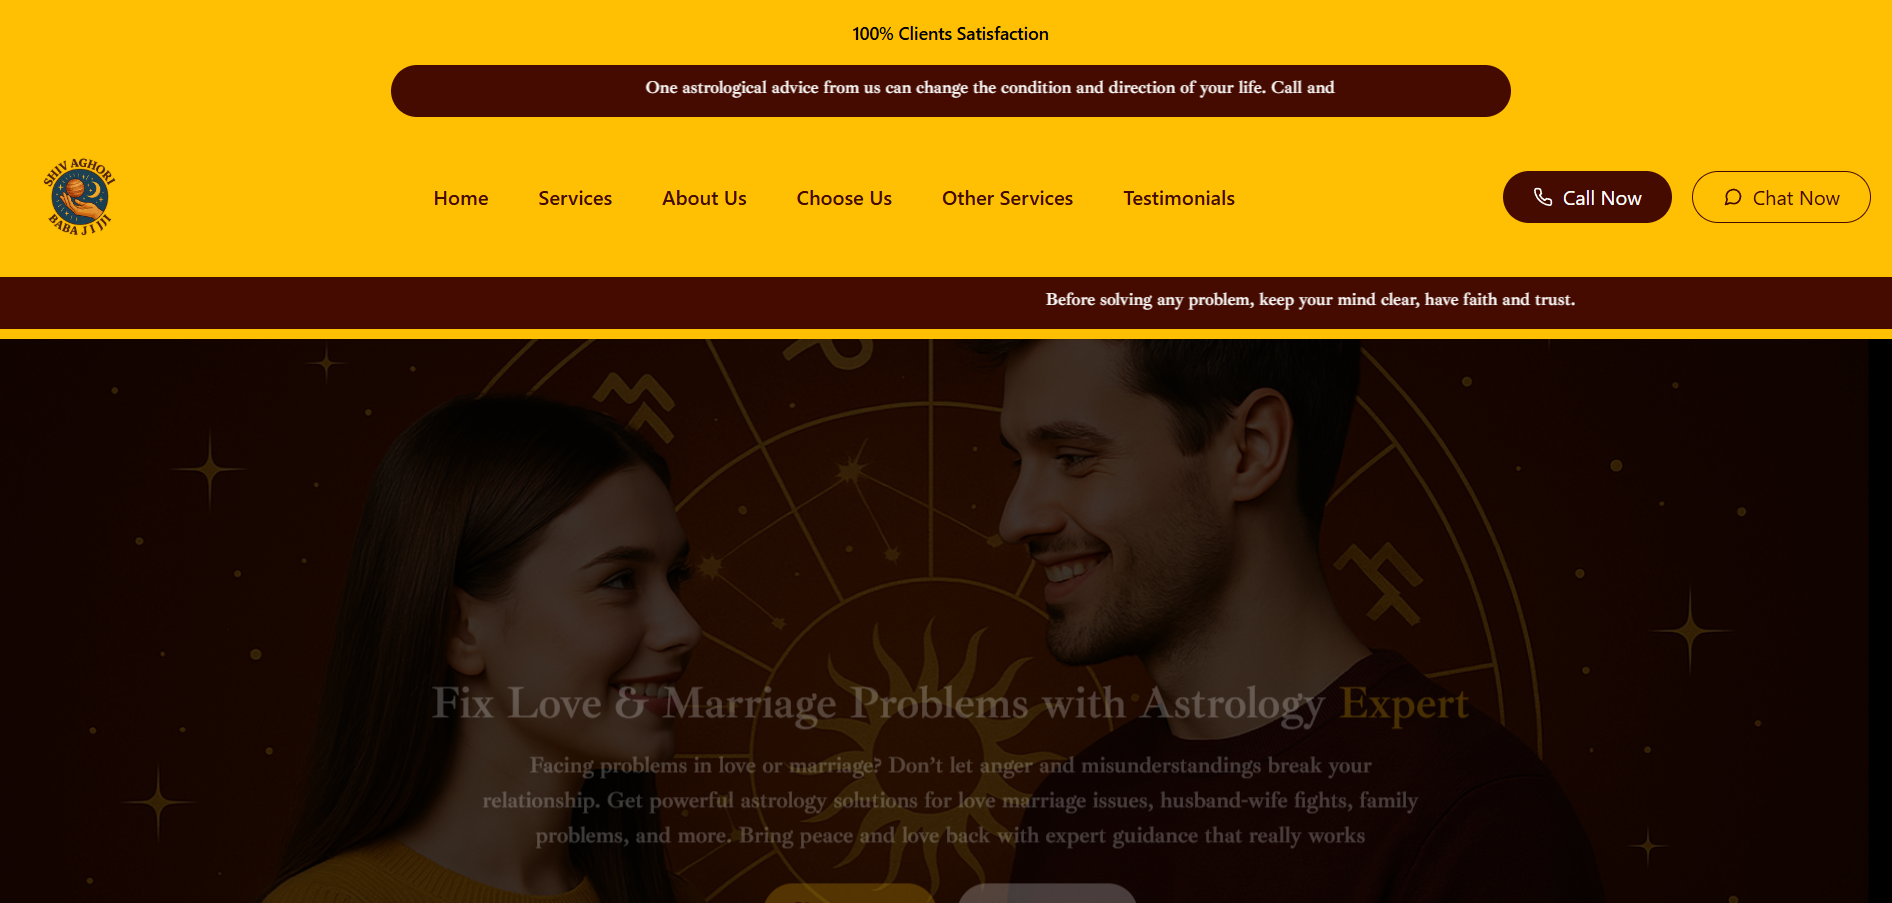 100% Clients Satisfaction
One astrological advice from us can change the condition and direction of your life. Call and
SHIV AGHORI
BABA JI JI
Home
Services
About Us
Choose Us
Other Services
Testimonials
Call Now
Chat Now
Before solving any problem, keep your mind clear, have faith and trust.
Fix Love & Marriage Problems with Astrology Expert
Facing problems in love or marriage? Don’t let anger and misunderstandings break your
relationship. Get powerful astrology solutions for love marriage issues, husband-wife fights, family
problems, and more. Bring peace and love back with expert guidance that really works